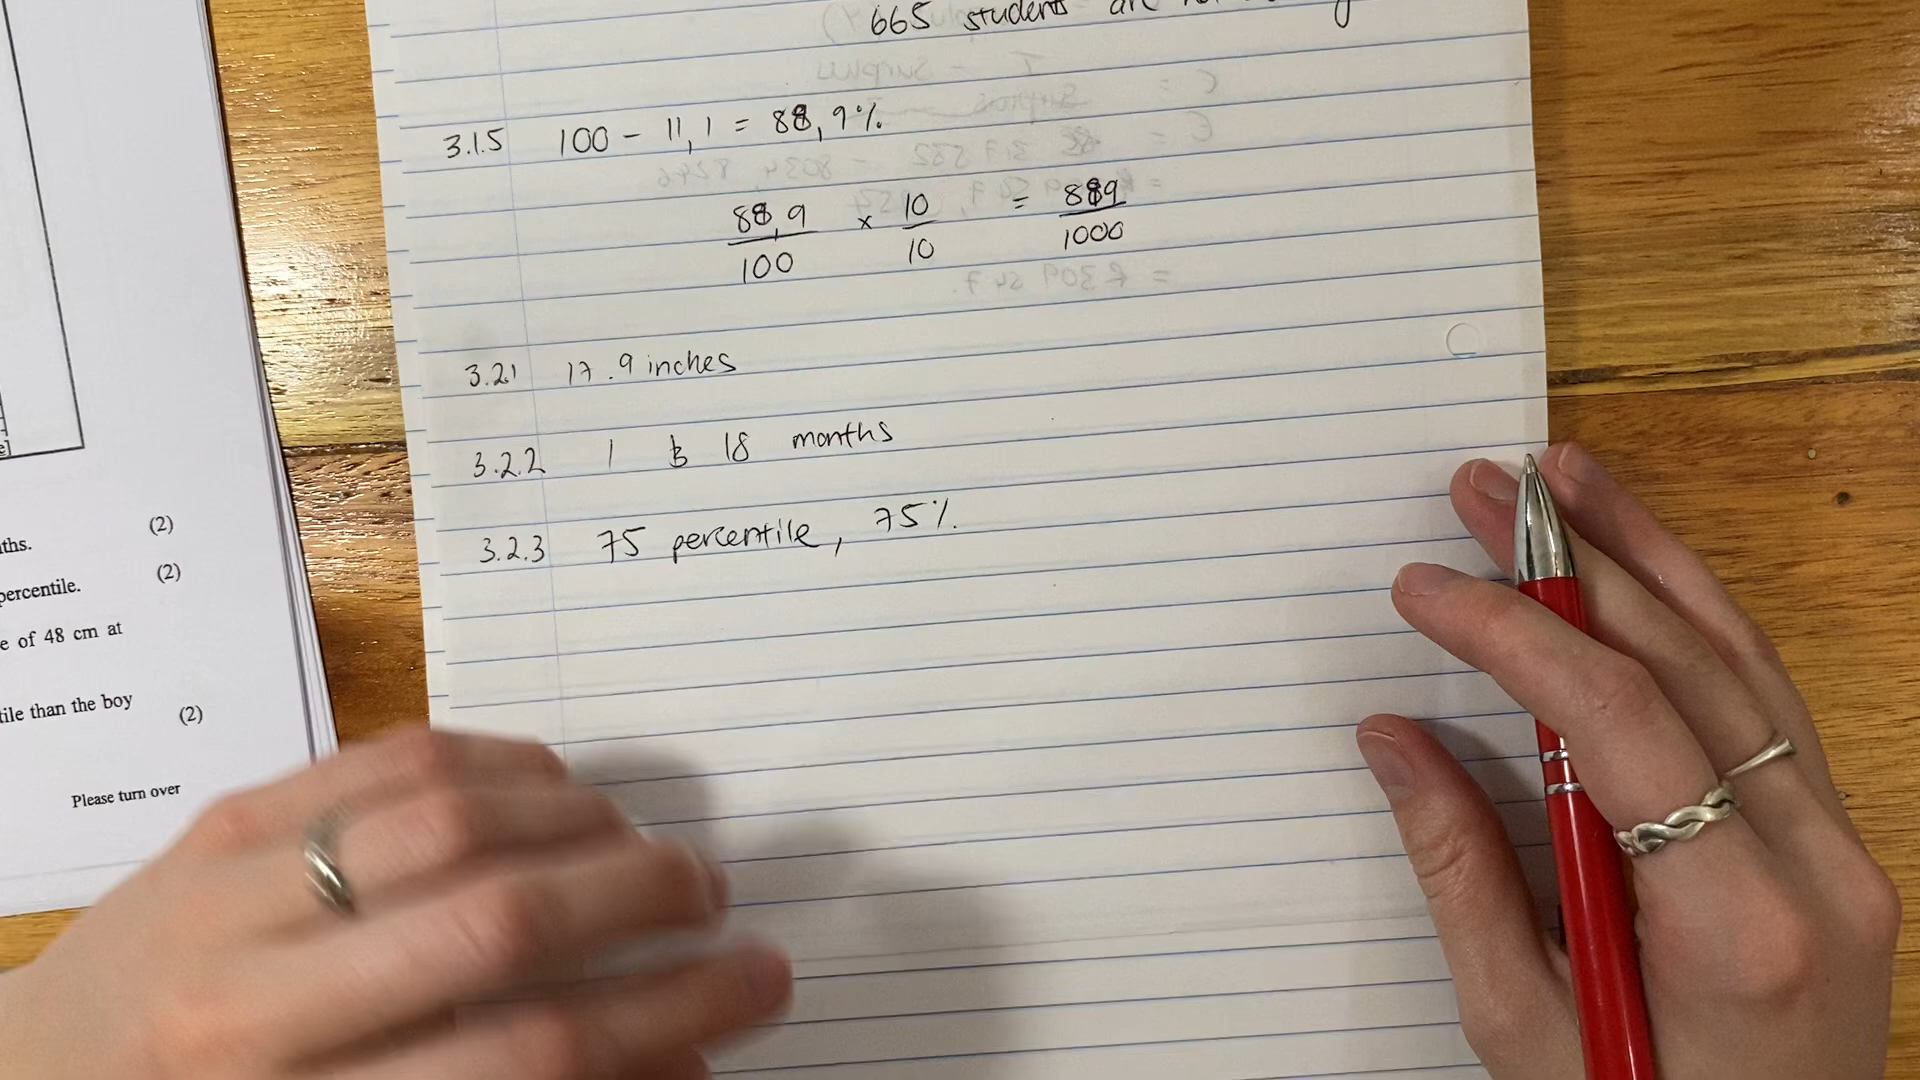 665 students are
3.1.5 100 - 11,1 = 88,9%
88,9 / 100 × 10 / 10 = 889 / 1000
3.2.1 17.9 inches
3.2.2 1 & 18 months
3.2.3 75 percentile, 75%
ths. (2)
percentile. (2)
e of 48 cm at
tile than the boy (2)
Please turn over